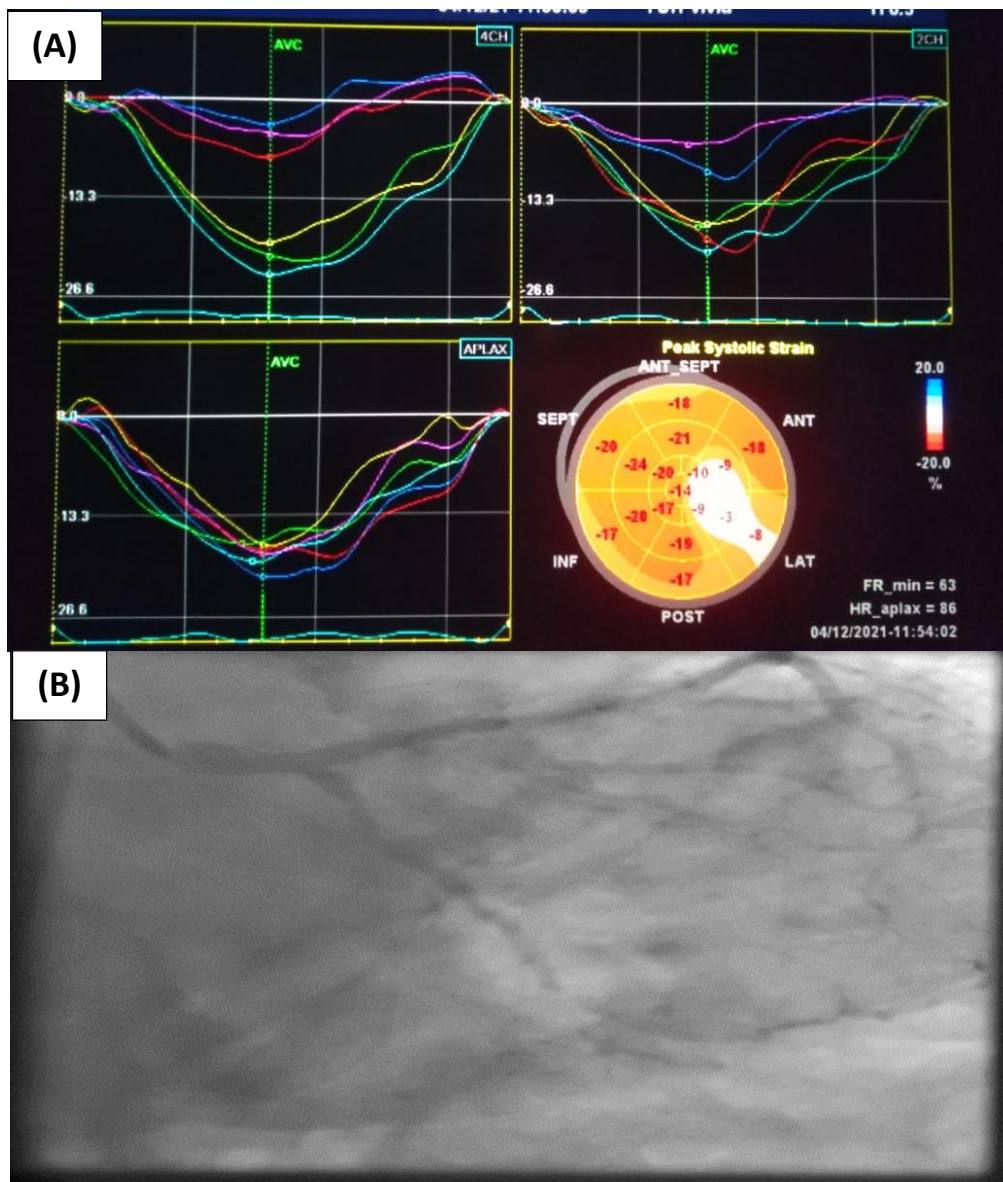 (A)
4CH
2CH
AVC
AVC
0.0
0.0
-13.3
-13.3
-26.6
-26.6
APLAX
AVC
Peak Systolic Strain
ANT_SEPT
20.0
-20.0
%
SEPT
ANT
-18
-21
-18
-20
-24
-20
-10
-9
-14
-17
-9
-20
-3
-17
-19
-8
-17
INF
LAT
POST
13.3
26.6
FR_min = 63
HR_aplax = 86
04/12/2021-11:54:02
(B)